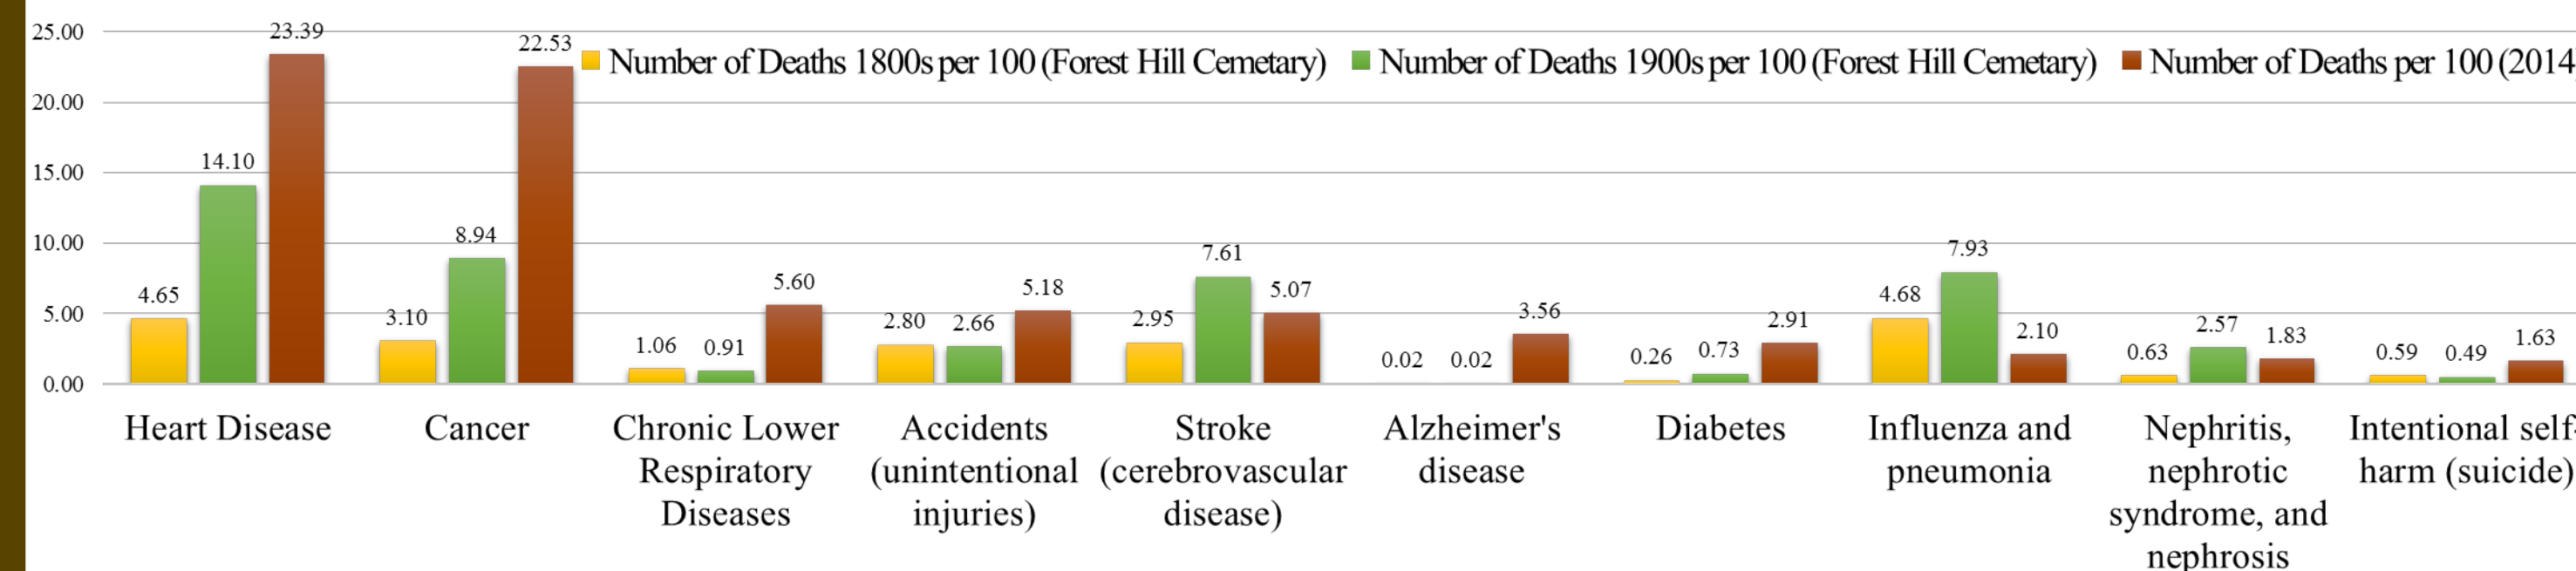 25.00
20.00
15.00
10.00
5.00
0.00
Number of Deaths 1800s per 100 (Forest Hill Cemetary)
Number of Deaths 1900s per 100 (Forest Hill Cemetary)
Number of Deaths per 100 (2014
4.65
14.10
23.39
3.10
8.94
22.53
1.06
0.91
5.60
2.80
2.66
5.18
2.95
7.61
5.07
0.02
0.02
3.56
0.26
0.73
2.91
4.68
7.93
2.10
0.63
2.57
1.83
0.59
0.49
1.63
Heart Disease
Cancer
Chronic Lower
Respiratory
Diseases
Accidents
(unintentional
injuries)
Stroke
(cerebrovascular
disease)
Alzheimer's
disease
Diabetes
Influenza and
pneumonia
Nephritis,
nephrotic
syndrome, and
nephrosis
Intentional self-
harm (suicide)